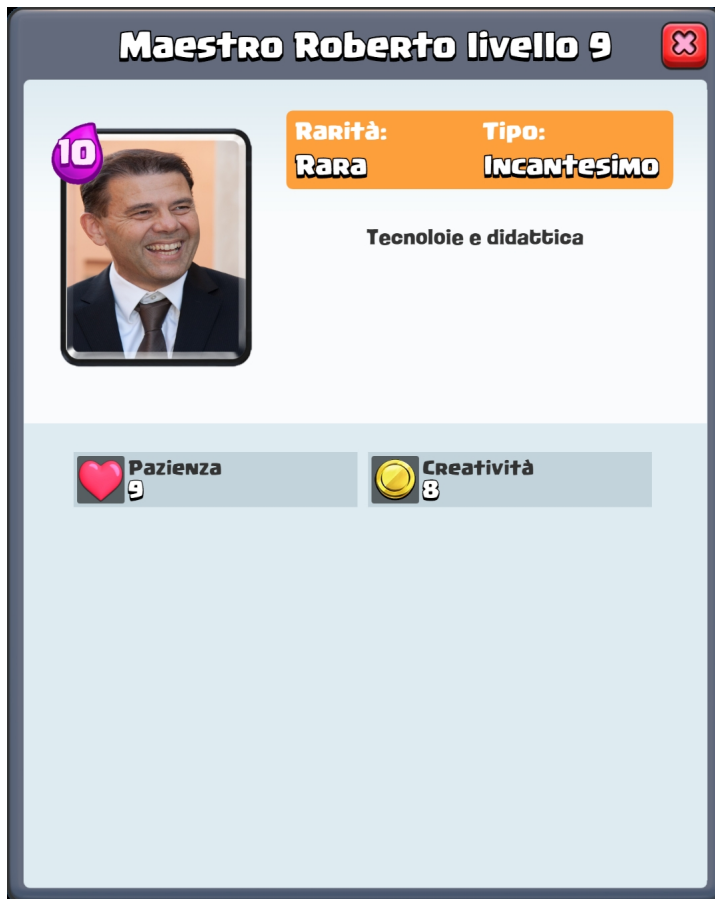 Maestro Roberto livello 9
10
Rarità: Tipo:
Rara Incantesimo
Tecnoloie e didattica
Pazienza
9
Creatività
8